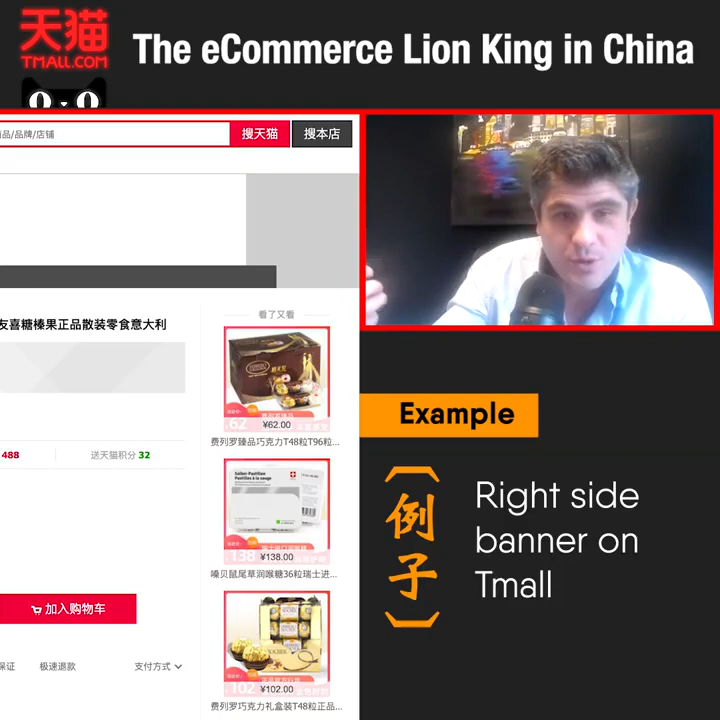 天猫
TMALL.COM
The eCommerce Lion King in China
商品/品牌/店铺
搜天猫
搜本店
友喜糖榛果正品散装零食意大利
488
送天猫积分 32
加入购物车
保证
极速退款
支付方式
看了又看
¥62.00
费列罗臻品巧克力T48粒T96粒...
¥138.00
嗓贝鼠尾草润喉糖36粒瑞士进...
¥102.00
费列罗巧克力礼盒装T48粒正品...
Example
例子
Right side
banner on
Tmall